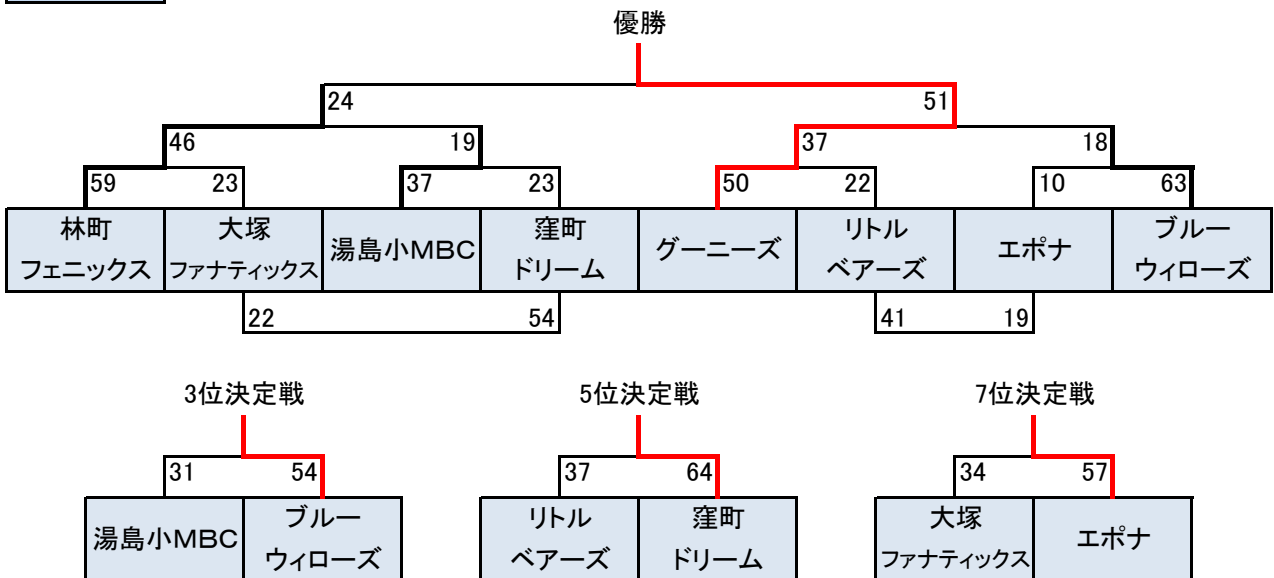 優勝
24 51
46 19 37 18
59 23 37 23 50 22 10 63
林町
フェニックス
大塚
ファナティックス
湯島小MBC
窪町
ドリーム
グーニーズ
リトル
ベアーズ
エポナ
ブルー
ウィローズ
22 54 41 19
3位決定戦
31 54
湯島小MBC
ブルー
ウィローズ
5位決定戦
37 64
リトル
ベアーズ
窪町
ドリーム
7位決定戦
34 57
大塚
ファナティックス
エポナ